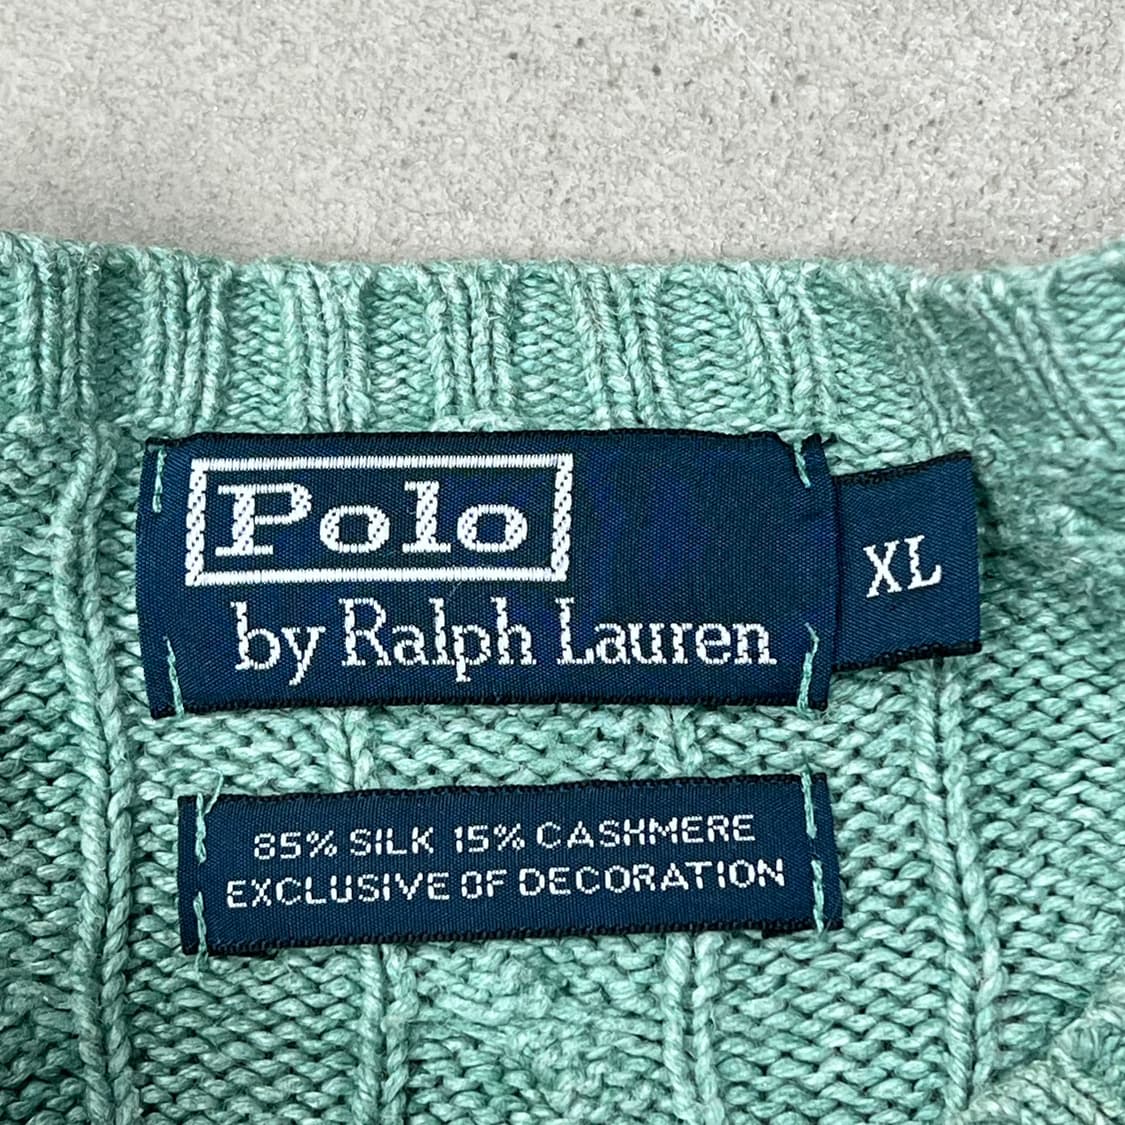 Polo
by Ralph Lauren
XL
85% SILK 15% CASHMERE
EXCLUSIVE OF DECORATION